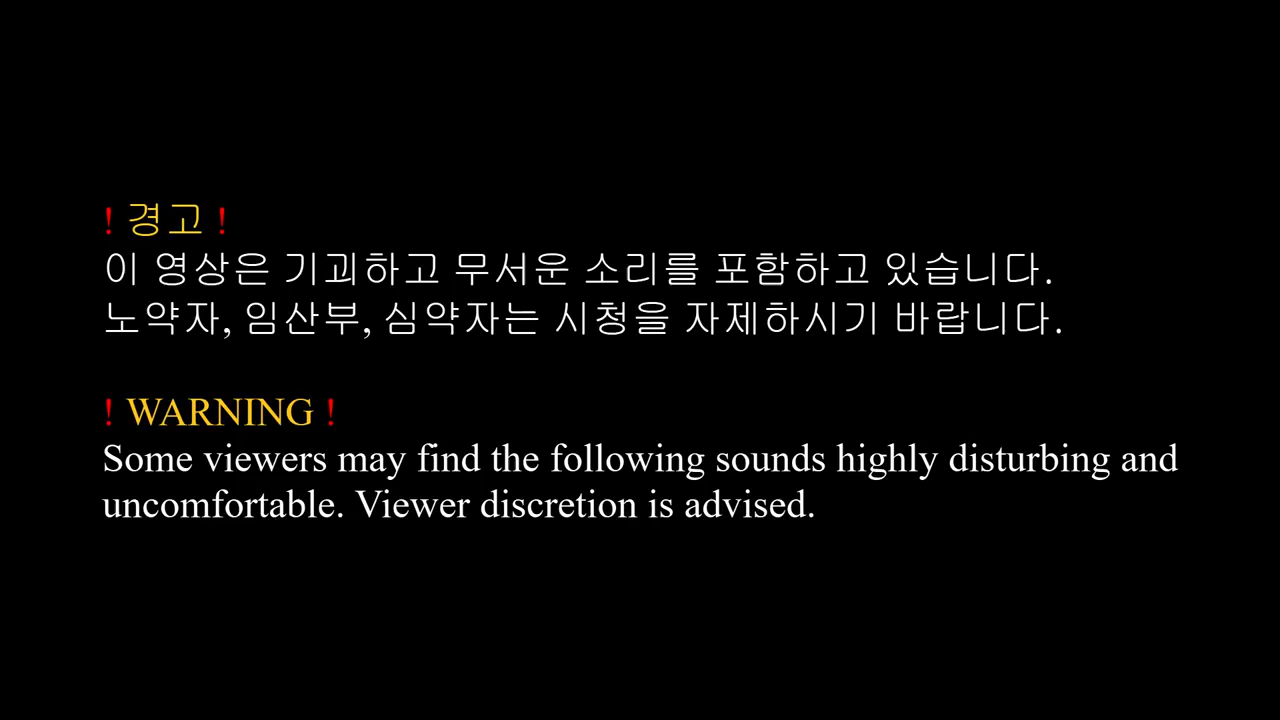 ! 경고 !
이 영상은 기괴하고 무서운 소리를 포함하고 있습니다.
노약자, 임산부, 심약자는 시청을 자제하시기 바랍니다.
! WARNING !
Some viewers may find the following sounds highly disturbing and
uncomfortable. Viewer discretion is advised.